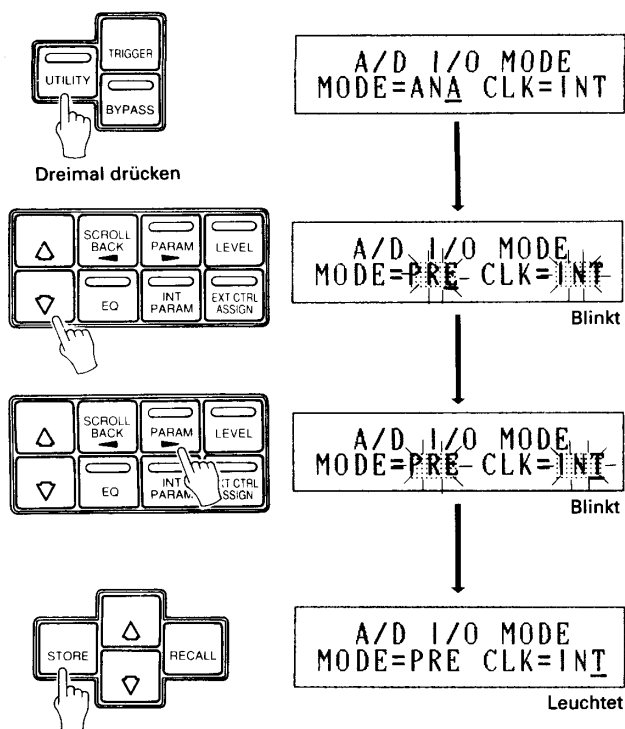 TRIGGER
UTILITY
BYPASS
Dreimal drücken
A/D I/O MODE
MODE=ANA CLK=INT
SCROLL BACK
PARAM
LEVEL
EQ
INT PARAM
EXT CTRL ASSIGN
A/D I/O MODE
MODE=PRE CLK=INT
Blinkt
SCROLL BACK
PARAM
LEVEL
EQ
INT PARAM
EXT CTRL ASSIGN
A/D I/O MODE
MODE=PRE CLK=INT
Blinkt
STORE
RECALL
A/D I/O MODE
MODE=PRE CLK=INT
Leuchtet